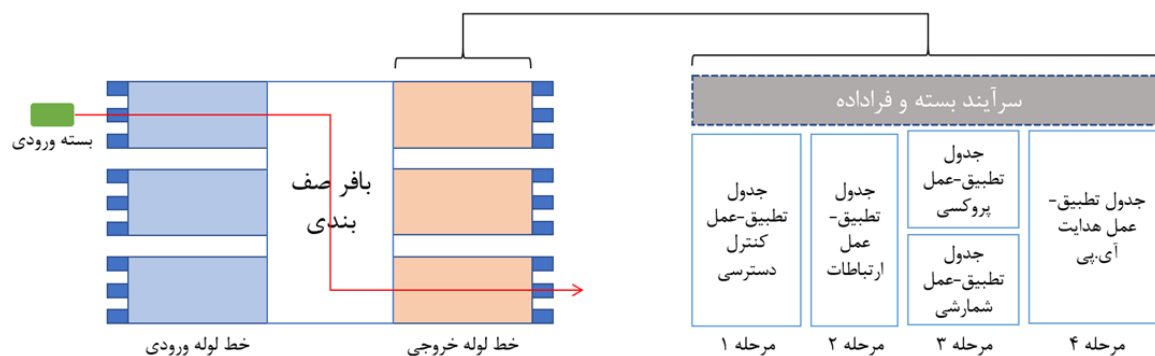 سرآیند بسته و فراداده
بسته ورودی
بافر صف
بندی
جدول
تطبیق-عمل
کنترل
دسترسی
جدول
تطبیق-
عمل
ارتباطات
جدول
تطبیق-عمل
پروکسی
جدول
تطبیق-عمل
شمارشی
جدول تطبیق-
عمل هدایت
آی.پی
خط لوله ورودی
خط لوله خروجی
مرحله ۱
مرحله ۲
مرحله ۳
مرحله ۴